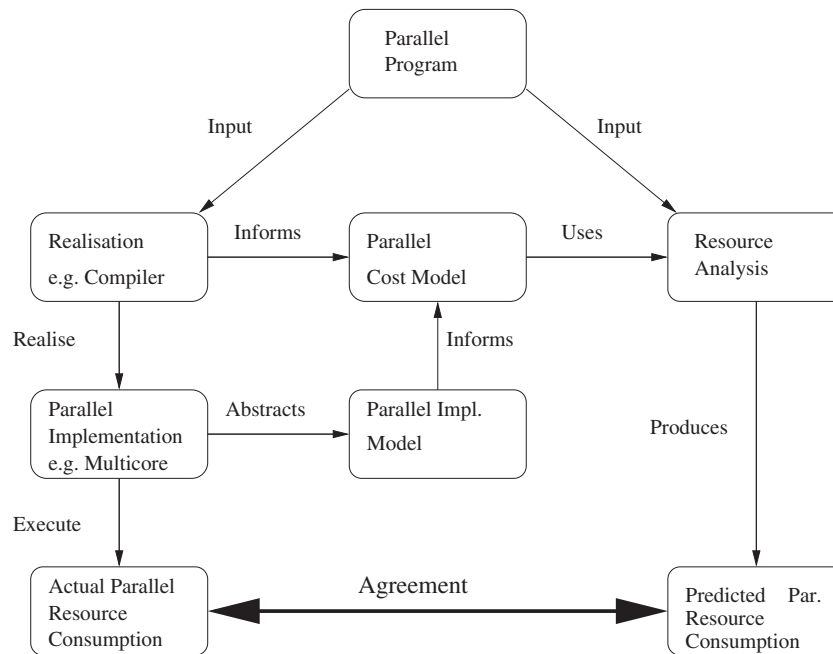 Parallel
Program
Input
Input
Realisation
e.g. Compiler
Informs
Parallel
Cost Model
Uses
Resource
Analysis
Realise
Informs
Parallel
Implementation
e.g. Multicore
Abstracts
Parallel Impl.
Model
Produces
Execute
Actual Parallel
Resource
Consumption
Agreement
Predicted Par.
Resource
Consumption